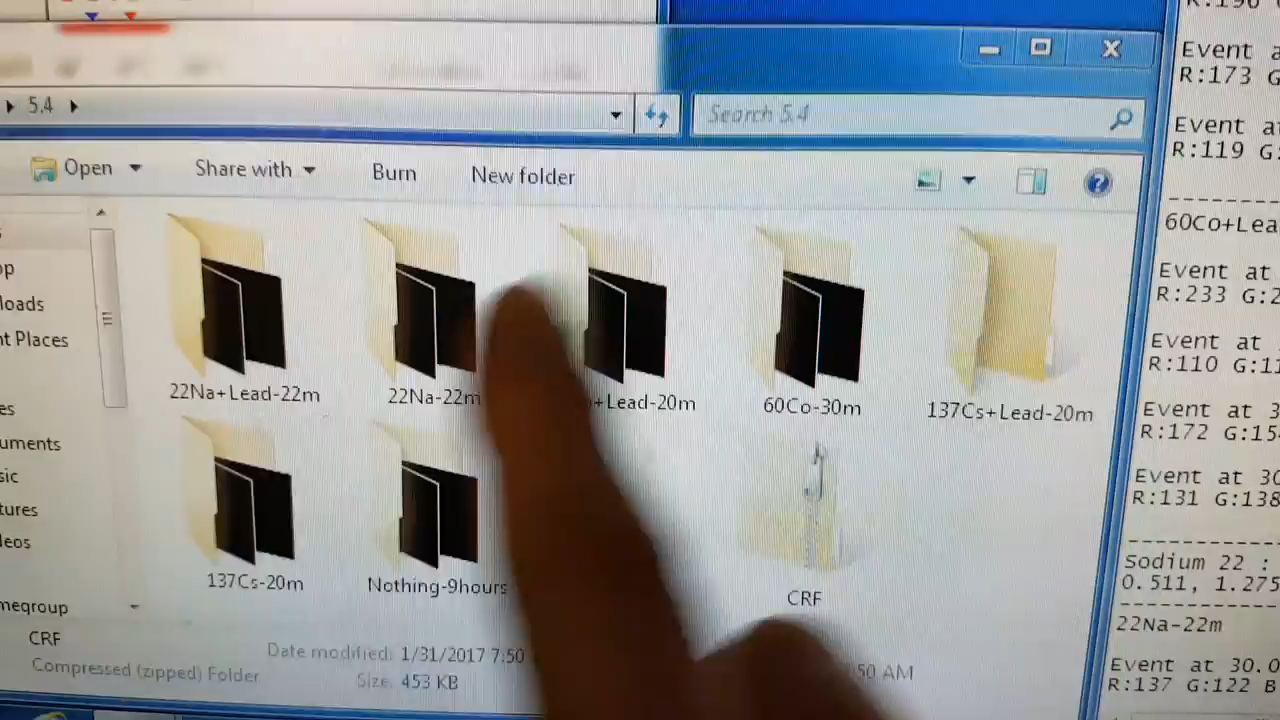 5.4
Search 5.4
Open
Share with
Burn
New folder
22Na+Lead-22m
22Na-22m
+Lead-20m
60Co-30m
137Cs+Lead-20m
137Cs-20m
Nothing-9hours
CRF
op
loads
nt Places
es
uments
sic
tures
leos
megroup
CRF
Compressed (zipped) Folder
Date modified: 1/31/2017 7:50
50 AM
Size: 453 KB
R:196
Event a
R:173 G
Event a
R:119 G:
60Co+Lea
Event at
R:233 G:2
Event at
R:110 G:11
Event at 3
R:172 G:15
Event at 30
R:131 G:138
Sodium 22 :
0.511, 1.275
22Na-22m
Event at 30.0
R:137 G:122 B